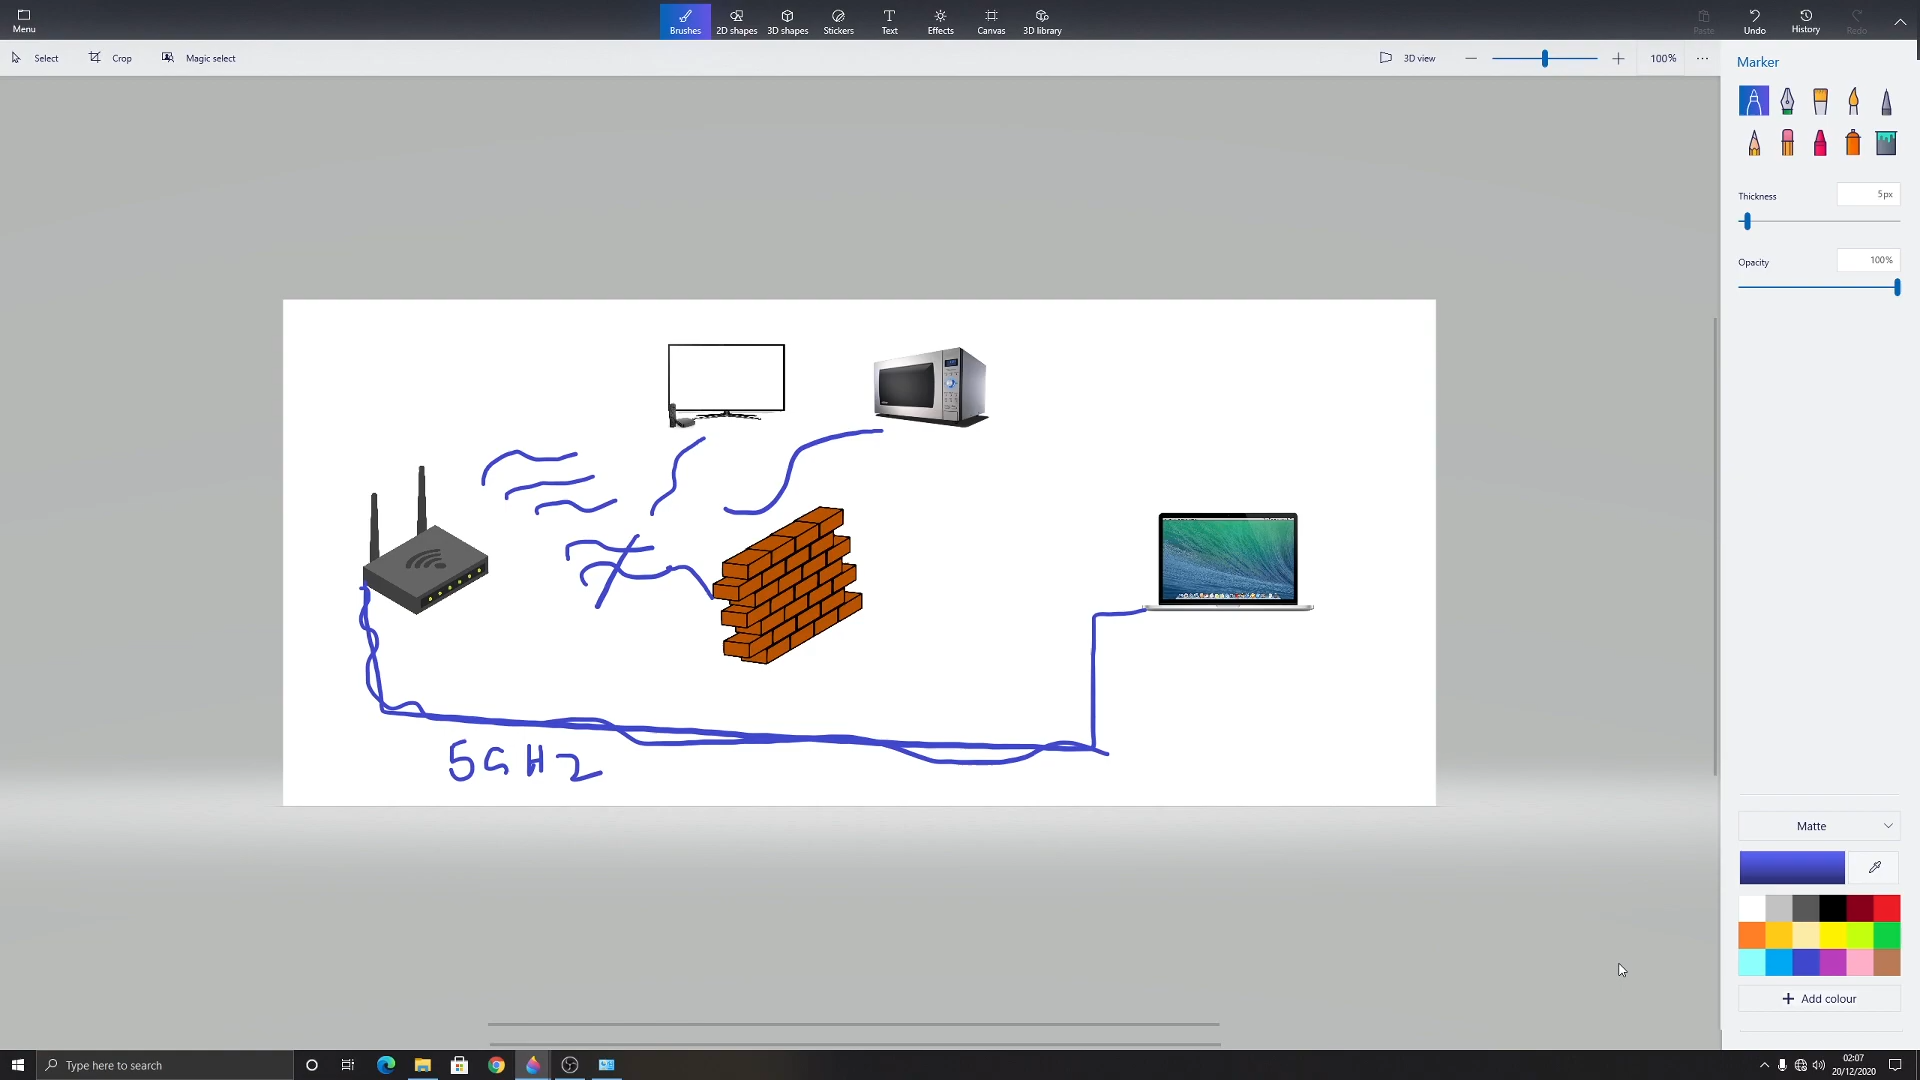 Menu
Brushes
2D shapes
3D shapes
Stickers
Text
Effects
Canvas
3D library
Paste
Undo
History
Redo
Select
Crop
Magic select
3D view
100%
Marker
Thickness
5px
Opacity
100%
5GHz
Matte
Add colour
Type here to search
02:07
20/12/2020